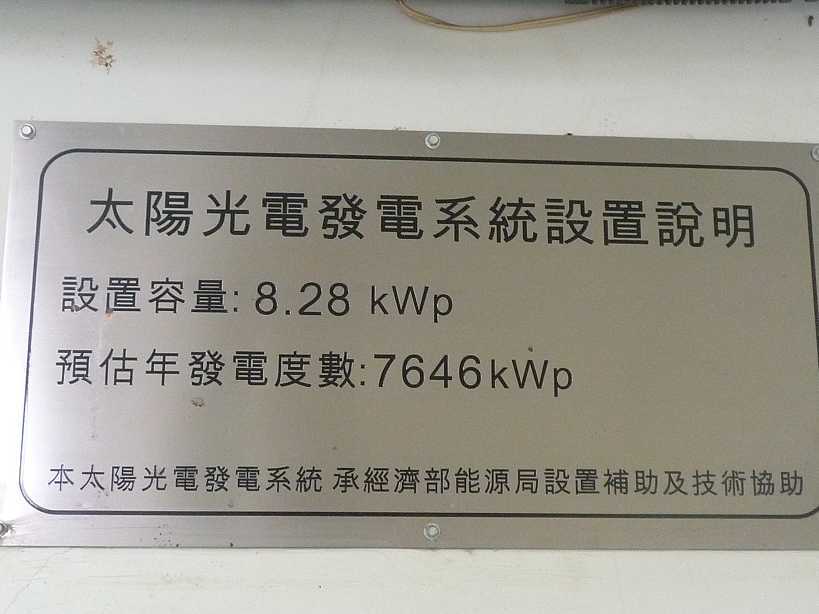 太陽光電發電系統設置說明
設置容量: 8.28 kWp
預估年發電度數:7646kWp
本太陽光電發電系統 承經濟部能源局設置補助及技術協助